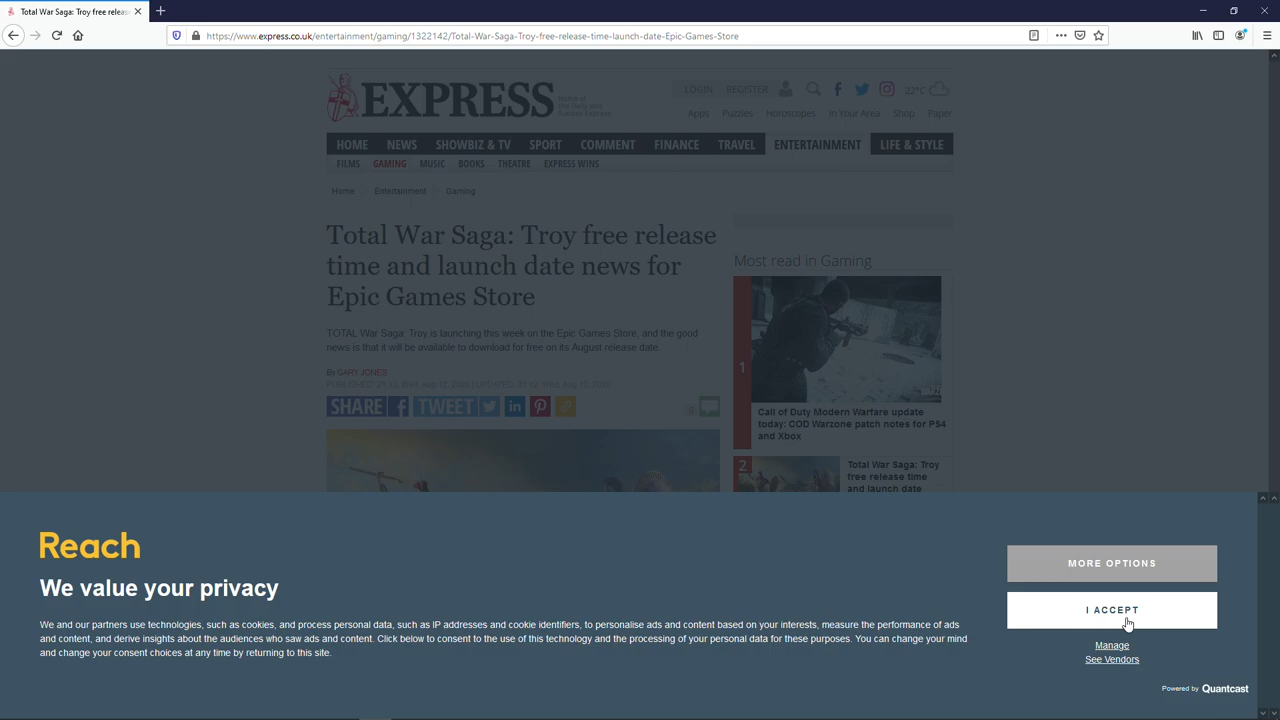 Total War Saga: Troy free releas
https://www.express.co.uk/entertainment/gaming/1322142/Total-War-Saga-Troy-free-release-time-launch-date-Epic-Games-Store
EXPRESS
Home of the Daily and Sunday Express
LOGIN REGISTER 22°C
Apps Puzzles Horoscopes In Your Area Shop Paper
HOME NEWS SHOWBIZ & TV SPORT COMMENT FINANCE TRAVEL ENTERTAINMENT LIFE & STYLE
FILMS GAMING MUSIC BOOKS THEATRE EXPRESS WINS
Home Entertainment Gaming
Total War Saga: Troy free release
time and launch date news for
Epic Games Store
TOTAL War Saga: Troy is launching this week on the Epic Games Store, and the good
news is that it will be available to download for free on its August release date.
By GARY JONES
SHARE TWEET
Most read in Gaming
1
Call of Duty Modern Warfare update
today: COD Warzone patch notes for PS4
and Xbox
2
Total War Saga: Troy
free release time
and launch date
Reach
We value your privacy
We and our partners use technologies, such as cookies, and process personal data, such as IP addresses and cookie identifiers, to personalise ads and content based on your interests, measure the performance of ads
and content, and derive insights about the audiences who saw ads and content. Click below to consent to the use of this technology and the processing of your personal data for these purposes. You can change your mind
and change your consent choices at any time by returning to this site.
MORE OPTIONS
I ACCEPT
Manage
See Vendors
Powered by Quantcast